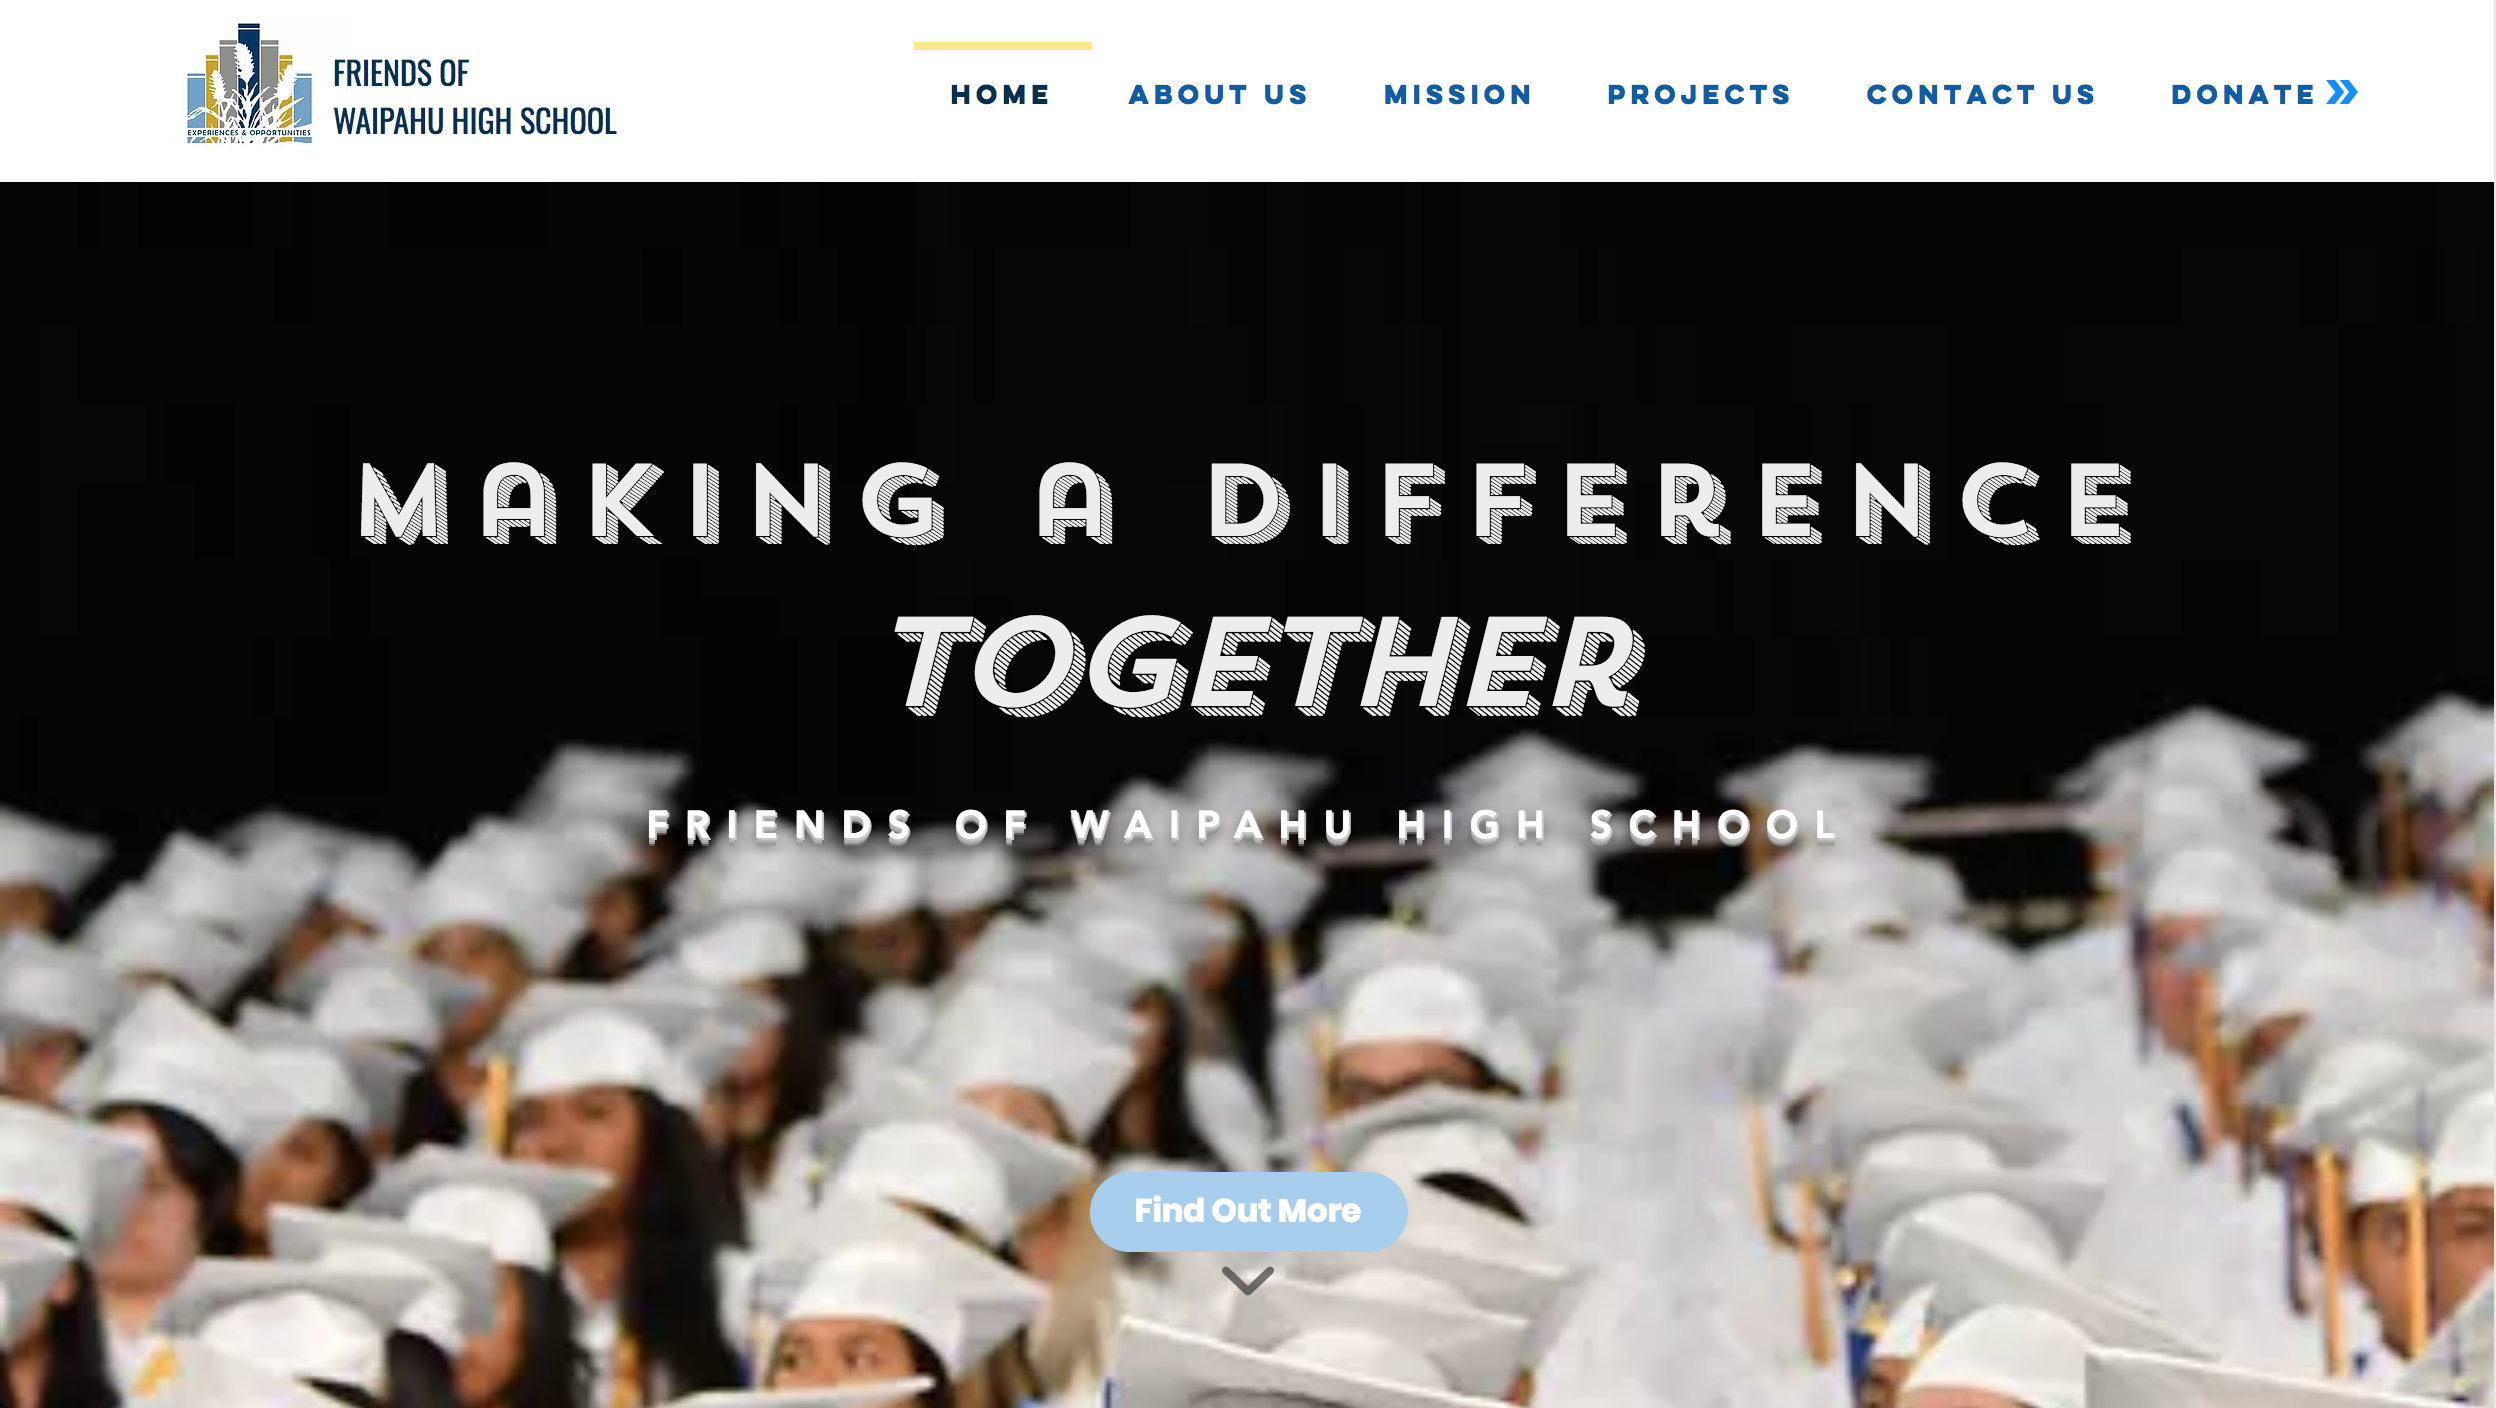 FRIENDS OF
WAIPAHU HIGH SCHOOL
EXPERIENCES & OPPORTUNITIES
HOME ABOUT US MISSION PROJECTS CONTACT US DONATE
MAKING A DIFFERENCE
TOGETHER
FRIENDS OF WAIPAHU HIGH SCHOOL
Find Out More